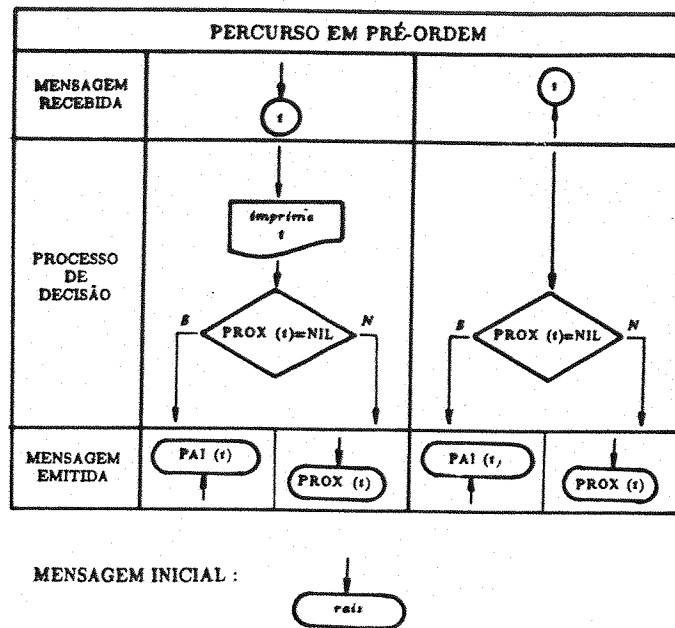 PERCURSO EM PRÉ-ORDEM
MENSAGEM
RECEBIDA
t
t
PROCESSO
DE
DECISÃO
imprima
t
PROX (t)=NIL
S
N
PROX (t)=NIL
S
N
MENSAGEM
EMITIDA
PAI (t)
PROX (t)
PAI (t)
PROX (t)
MENSAGEM INICIAL :
raiz